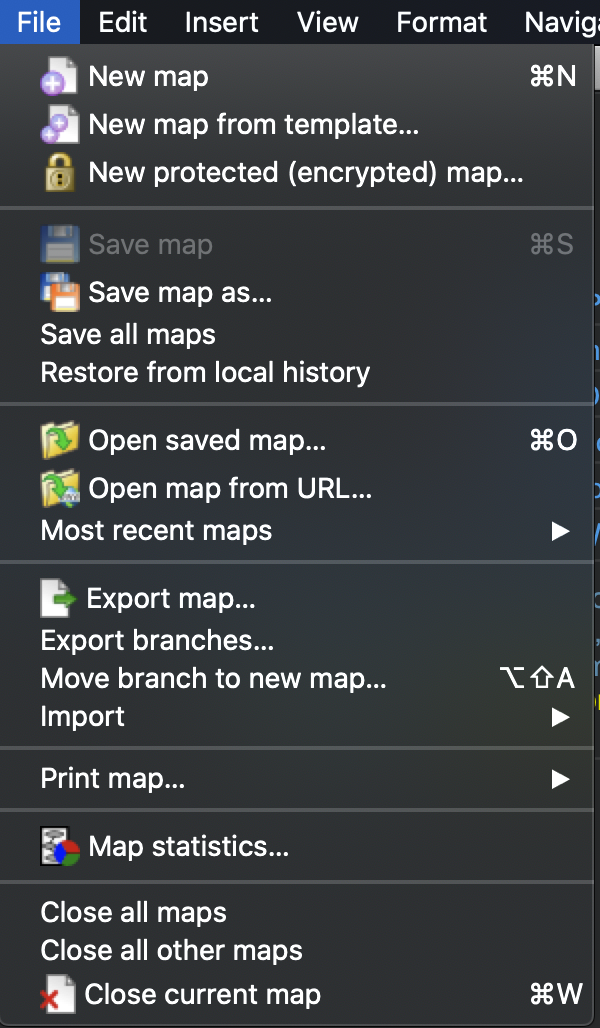 File Edit Insert View Format Navig
New map ⌘N
New map from template...
New protected (encrypted) map...
Save map ⌘S
Save map as...
Save all maps
Restore from local history
Open saved map... ⌘O
Open map from URL...
Most recent maps ▶
Export map...
Export branches...
Move branch to new map... ⌥⇧A
Import ▶
Print map... ▶
Map statistics...
Close all maps
Close all other maps
Close current map ⌘W